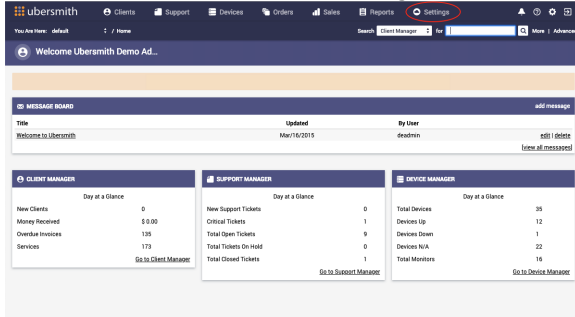 ubersmith Clients Support Devices Orders Sales Reports Settings
You Are Here: default / Home Search Client Manager for More | Advanced
Welcome Ubersmith Demo Ad...
MESSAGE BOARD add message
Title Updated By User
Welcome to Ubersmith Mar/16/2015 deadmin edit | delete
[view all messages]
CLIENT MANAGER SUPPORT MANAGER DEVICE MANAGER
Day at a Glance Day at a Glance Day at a Glance
New Clients 0 New Support Tickets 0 Total Devices 35
Money Received $ 0.00 Critical Tickets 1 Devices Up 12
Overdue Invoices 135 Total Open Tickets 9 Devices Down 1
Services 173 Total Tickets On Hold 0 Devices N/A 22
Go to Client Manager Total Closed Tickets 1 Total Monitors 16
Go to Support Manager Go to Device Manager